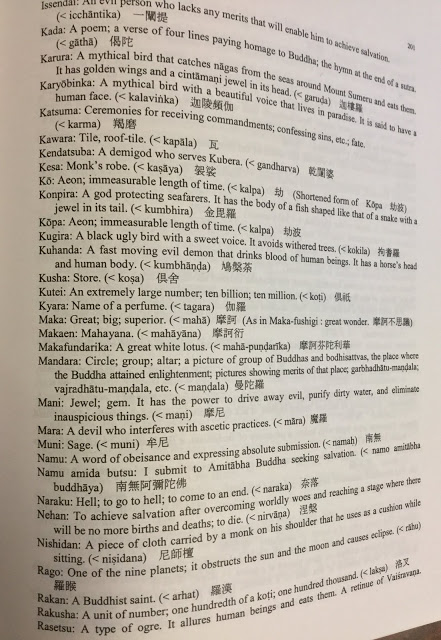 Issendai: An evil person who lacks any merits that will enable him to achieve salvation.
(< icchāntika) 一闡提
201
Kada: A poem; a verse of four lines paying homage to Buddha; the hymn at the end of a sutra.
(< gāthā) 偈陀
Karura: A mythical bird that catches nāgas from the seas around Mount Sumeru and eats them.
It has golden wings and a cintāmaṇi jewel in its head. (< garuḍa) 迦樓羅
Karyōbinka: A mythical bird with a beautiful voice that lives in paradise. It is said to have a
human face. (< kalaviṅka) 迦陵頻伽
Katsuma: Ceremonies for receiving commandments; confessing sins, etc.; fate.
(< karma) 羯磨
Kawara: Tile, roof-tile. (< kapāla) 瓦
Kendatsuba: A demigod who serves Kubera. (< gandharva) 乾闥婆
Kesa: Monk's robe. (< kaṣāya) 袈裟
Kō: Aeon; immeasurable length of time. (< kalpa) 劫 (Shortened form of Kōpa 劫波)
Konpira: A god protecting seafarers. It has the body of a fish shaped like that of a snake with a
jewel in its tail. (< kumbhira) 金毘羅
Kōpa: Aeon; immeasurable length of time. (< kalpa) 劫波
Kugira: A black ugly bird with a sweet voice. It avoids withered trees. (< kokila) 拘耆羅
Kuhanda: A fast moving evil demon that drinks blood of human beings. It has a horse's head
and human body. (< kumbhāṇḍa) 鳩槃荼
Kusha: Store. (< koṣa) 倶舍
Kutei: An extremely large number; ten billion; ten million. (< koṭi) 倶祇
Kyara: Name of a perfume. (< tagara) 伽羅
Maka: Great; big; superior. (< mahā) 摩訶 (As in Maka-fushigi : great wonder. 摩訶不思議)
Makaen: Mahayana. (< mahāyāna) 摩訶衍
Makafundarika: A great white lotus. (< mahā-puṇḍarīka) 摩訶芬陀利華
Mandara: Circle; group; altar; a picture of group of Buddhas and bodhisattvas, the place where
the Buddha attained enlightenment; pictures showing merits of that place; garbhadhātu-maṇḍala;
vajradhātu-maṇḍala, etc. (< maṇḍala) 曼陀羅
Mani: Jewel; gem. It has the power to drive away evil, purify dirty water, and eliminate
inauspicious things. (< maṇi) 摩尼
Mara: A devil who interferes with ascetic practices. (< māra) 魔羅
Muni: Sage. (< muni) 牟尼
Namu: A word of obeisance and expressing absolute submission. (< namaḥ) 南無
Namu amida butsu: I submit to Amitābha Buddha seeking salvation. (< namo amitābha
buddhāya) 南無阿彌陀佛
Naraku: Hell; to go to hell; to come to an end. (< naraka) 奈落
Nehan: To achieve salvation after overcoming worldly woes and reaching a stage where there
will be no more births and deaths; to die. (< nirvāṇa) 涅槃
Nishidan: A piece of cloth carried by a monk on his shoulder that he uses as a cushion while
sitting. (< niṣidana) 尼師檀
Rago: One of the nine planets; it obstructs the sun and the moon and causes eclipse. (< rāhu)
羅睺
Rakan: A Buddhist saint. (< arhat) 羅漢
Rakusha: A unit of number; one hundredth of a koṭi; one hundred thousand. (< lakṣa) 洛叉
Rasetsu: A type of ogre. It allures human beings and eats them. A retinue of Vaiśravaṇa.